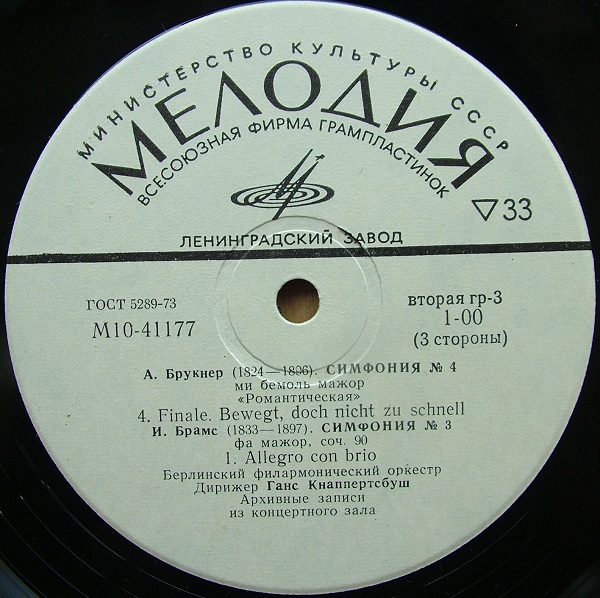 МИНИСТЕРСТВО КУЛЬТУРЫ СССР
МЕЛОДИЯ
ВСЕСОЮЗНАЯ ФИРМА ГРАМПЛАСТИНОК
▽33
ЛЕНИНГРАДСКИЙ ЗАВОД
ГОСТ 5289-73
М10-41177
вторая гр-3
1-00
(3 стороны)
А. Брукнер (1824—1896). СИМФОНИЯ № 4
ми бемоль мажор
«Романтическая»
4. Finale. Bewegt, doch nicht zu schnell
И. Брамс (1833—1897). СИМФОНИЯ № 3
фа мажор, соч. 90
1. Allegro con brio
Берлинский филармонический оркестр
Дирижер Ганс Кнаппертсбуш
Архивные записи
из концертного зала